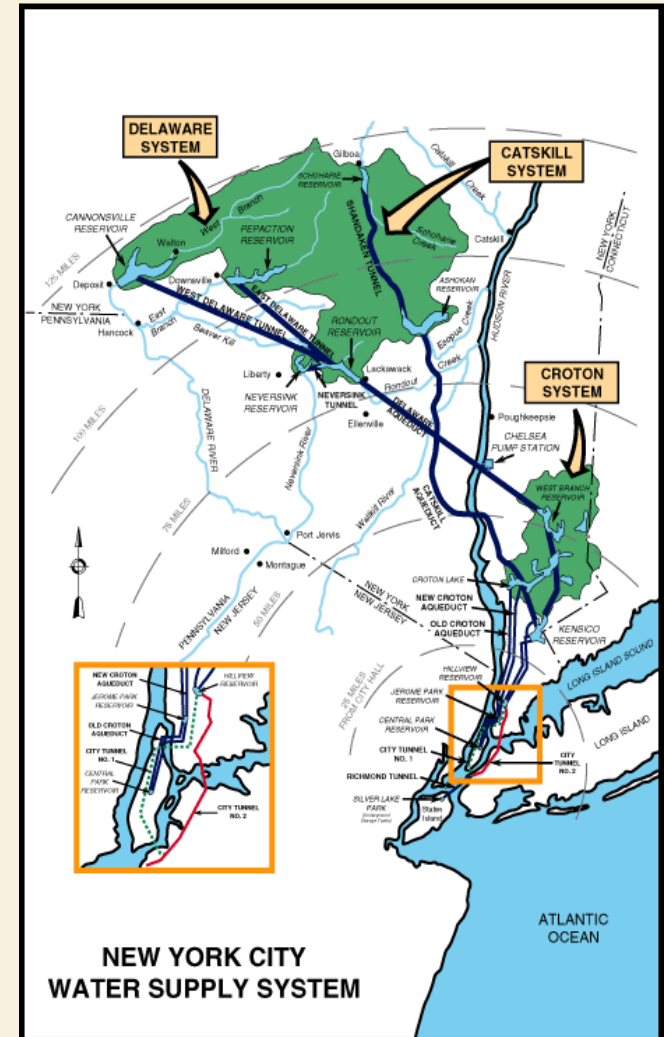 DELAWARE
SYSTEM
CATSKILL
SYSTEM
Gilboa
SCHOHARIE
RESERVOIR
Catskill
Creek
CANNONSVILLE
RESERVOIR
West
Branch
Walton
PEPACTION
RESERVOIR
SHANDAKEN TUNNEL
Schoharie
Creek
Catskill
NEW YORK
CONNECTICUT
125 MILES
Deposit
Downsville
EAST DELAWARE TUNNEL
WEST DELAWARE TUNNEL
ASHOKAN
RESERVOIR
HUDSON RIVER
NEW YORK
PENNSYLVANIA
Hancock
East
Branch
Beaver Kill
RONDOUT
RESERVOIR
Esopus Creek
Liberty
Lackawack
Rondout
Creek
CROTON
SYSTEM
NEVERSINK
RESERVOIR
NEVERSINK
TUNNEL
Ellenville
DELAWARE
AQUEDUCT
Poughkeepsie
100 MILES
DELAWARE
RIVER
Neversink River
CHELSEA
PUMP STATION
WEST BRANCH
RESERVOIR
CATSKILL
AQUEDUCT
Wallkill River
75 MILES
Port Jervis
Milford
Montague
CROTON LAKE
NEW YORK
NEW JERSEY
NEW CROTON
AQUEDUCT
OLD CROTON
AQUEDUCT
KENSICO
RESERVOIR
PENNSYLVANIA
NEW JERSEY
50 MILES
25 MILES
FROM CITY HALL
HILLVIEW
RESERVOIR
LONG ISLAND SOUND
JEROME PARK
RESERVOIR
LONG ISLAND
CENTRAL PARK
RESERVOIR
CITY TUNNEL
NO. 1
CITY
TUNNEL
NO. 2
RICHMOND TUNNEL
SILVER LAKE
PARK
Staten
Island
NEW CROTON
AQUEDUCT
HILLVIEW
RESERVOIR
JEROME PARK
RESERVOIR
OLD CROTON
AQUEDUCT
CITY TUNNEL
NO. 1
CENTRAL
PARK
RESERVOIR
CITY TUNNEL
NO. 2
ATLANTIC
OCEAN
NEW YORK CITY
WATER SUPPLY SYSTEM